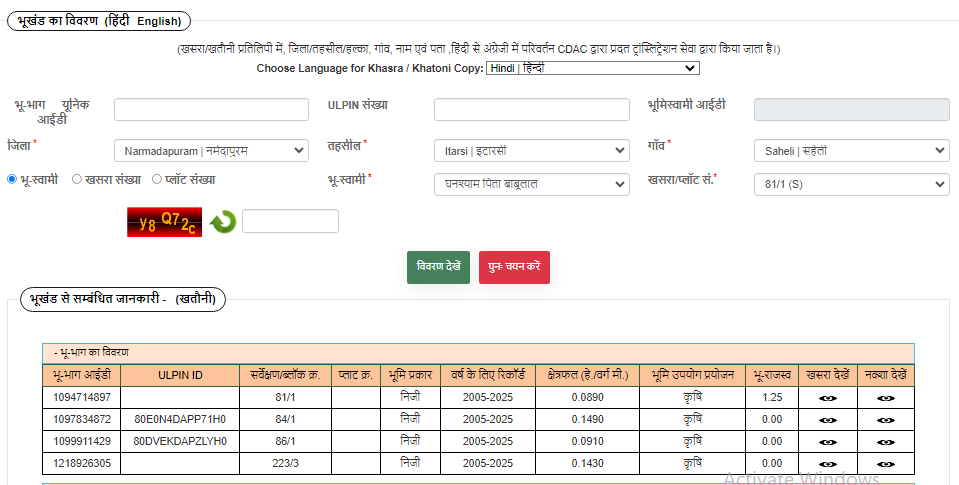 भूखंड का विवरण (हिंदी English)
(खसरा/खतौनी प्रतिलिपी में, जिला/तहसील/हल्का, गांव, नाम एवं पता ,हिंदी से अंग्रेजी में परिवर्तन CDAC द्वारा प्रदत ट्रांस्लिट्रेशन सेवा द्वारा किया जाता है।)
Choose Language for Khasra / Khatoni Copy: Hindi | हिन्दी
भू-भाग यूनिक आईडी ULPIN संख्या भूमिस्वामी आईडी
जिला * Narmadapuram | नर्मदापुरम तहसील * Itarsi | इटारसी गाँव * Saheli | सहेली
भू-स्वामी खसरा संख्या प्लॉट संख्या भू-स्वामी * घनश्याम पिता बाबूलाल खसरा/प्लॉट सं.* 81/1 (S)
y8 Q7 2c
विवरण देखें पुनः चयन करें
भूखंड से सम्बंधित जानकारी - (खतौनी)
- भू-भाग का विवरण
भू-भाग आईडी ULPIN ID सर्वेक्षण/ब्लॉक क्र. प्लाट क्र. भूमि प्रकार वर्ष के लिए रिकॉर्ड क्षेत्रफल (हे./वर्ग मी.) भूमि उपयोग प्रयोजन भू-राजस्व खसरा देखें नक्शा देखें
1094714897 81/1 निजी 2005-2025 0.0890 कृषि 1.25
1097834872 80E0N4DAPP71H0 84/1 निजी 2005-2025 0.1490 कृषि 0.00
1099911429 80DVEKDAPZLYH0 86/1 निजी 2005-2025 0.0910 कृषि 0.00
1218926305 223/3 निजी 2005-2025 0.1430 कृषि 0.00
Activate Windows